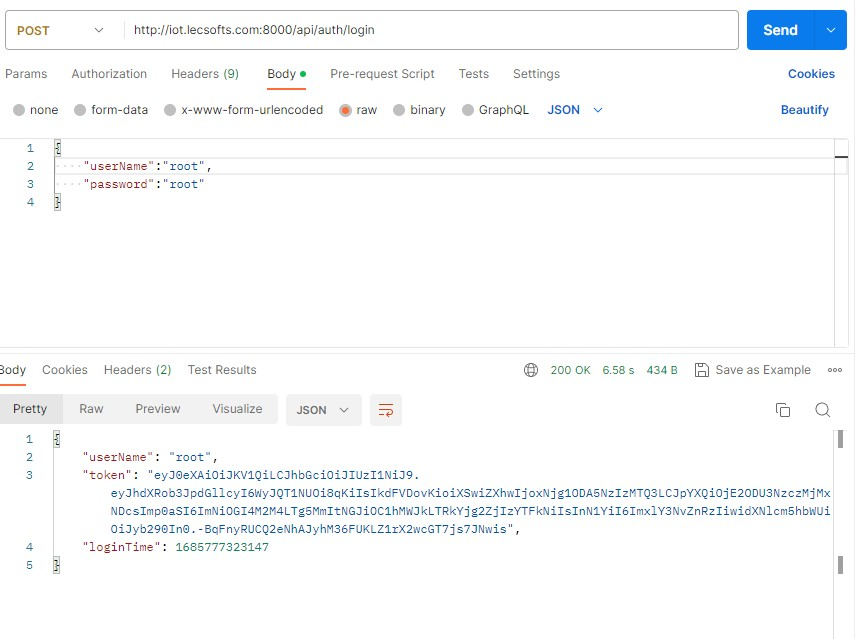 POST http://iot.lecsofts.com:8000/api/auth/login Send
Params Authorization Headers (9) Body Pre-request Script Tests Settings Cookies
none form-data x-www-form-urlencoded raw binary GraphQL JSON Beautify
1 {
2 "userName":"root",
3 "password":"root"
4 }
Body Cookies Headers (2) Test Results 200 OK 6.58 s 434 B Save as Example
Pretty Raw Preview Visualize JSON
1 {
2 "userName": "root",
3 "token": "eyJ0eXAiOiJKV1QiLCJhbGciOiJIUzI1NiJ9.
eyJhdXRob3JpdGllcyI6WyJQT1NUOi8qKiIsIkdFVDovKioiXSwiZXhwIjoxNjg1ODA5NzIzMTQ3LCJpYXQiOjE2ODU3NzczMjMx
NDcsImp0aSI6ImNiOGI4M2M4LTg5MmItNGJiOC1hMWJkLTRkYjg2ZjIzYTFkNiIsInN1YiI6ImxlY3NvZnRzIiwidXNlcm5hbWUi
OiJyb290In0.-BqFnyRUCQ2eNhAJyhM36FUKLZ1rX2wcGT7js7JNwis",
4 "loginTime": 1685777323147
5 }